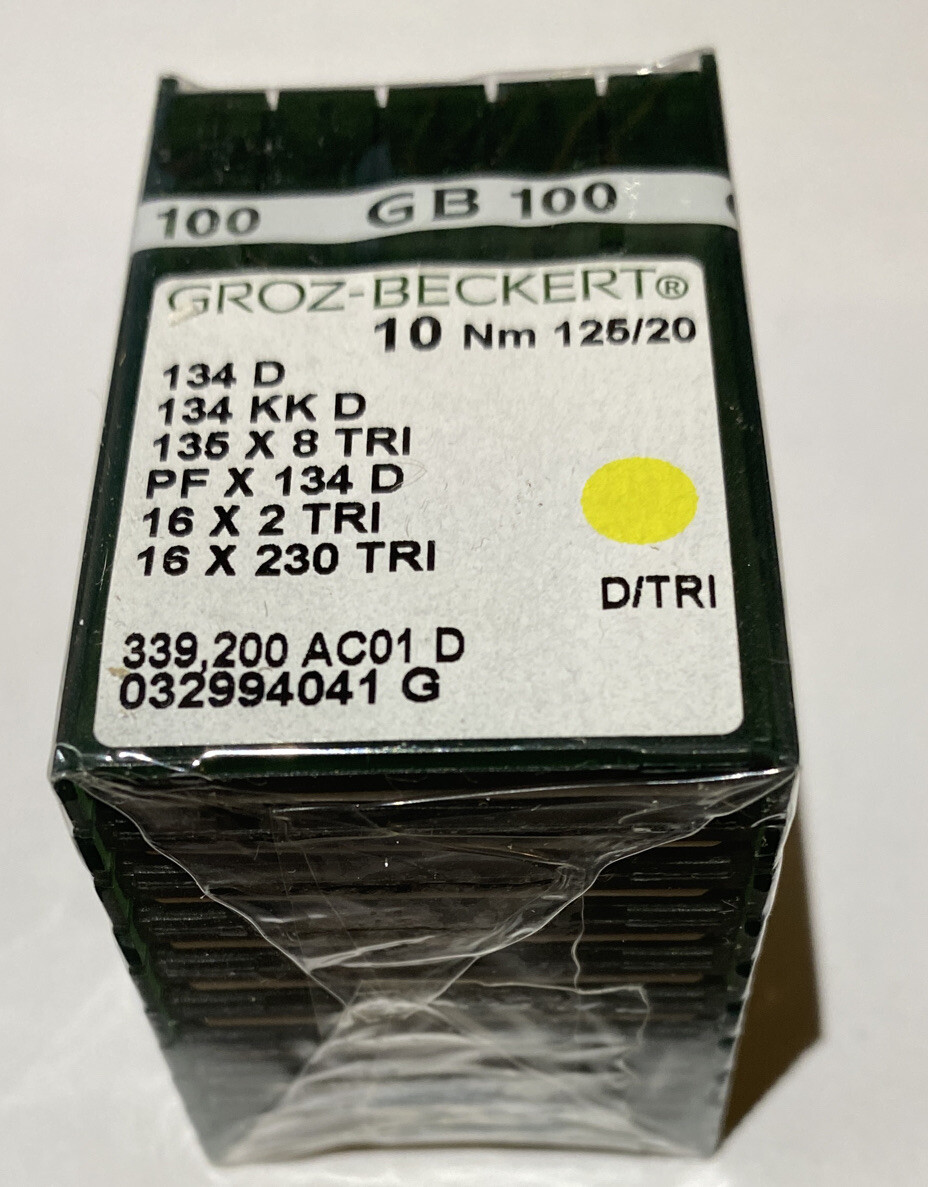 100 GB 100
GROZ-BECKERT®
10 Nm 125/20
134 D
134 KK D
135 X 8 TRI
PF X 134 D
16 X 2 TRI
16 X 230 TRI
D/TRI
339,200 AC01 D
032994041 G